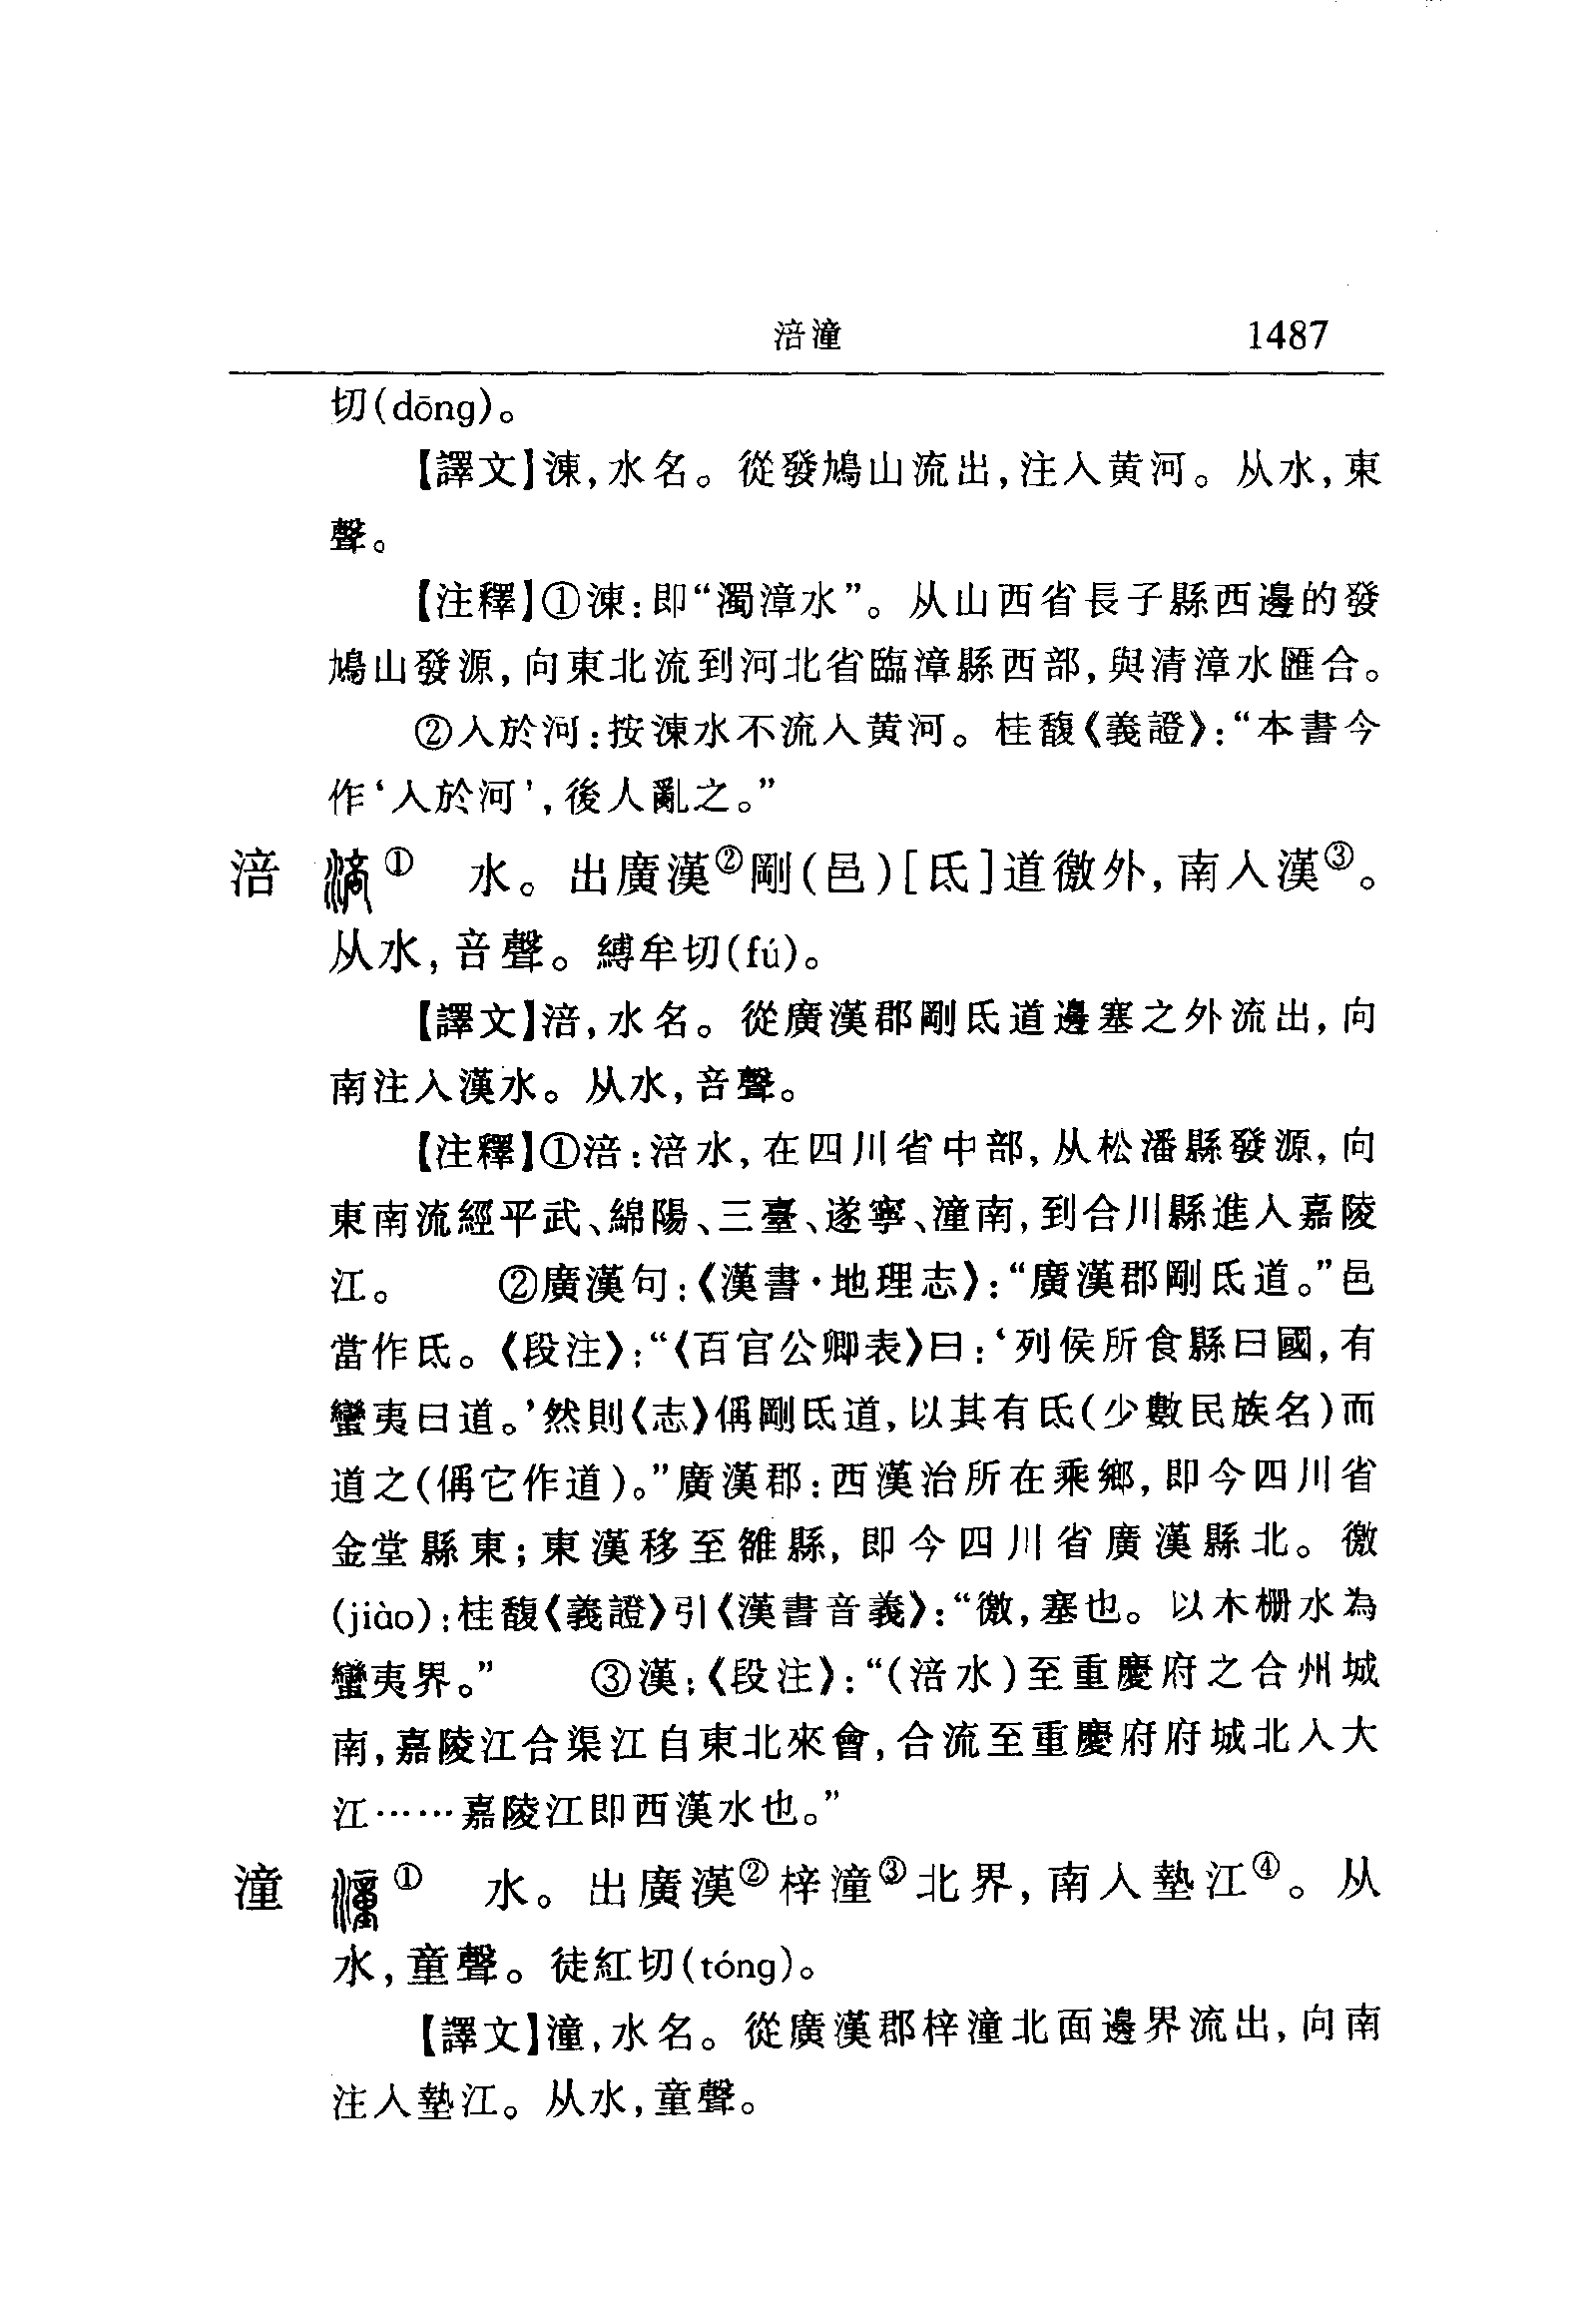 涪潼 1487
切(dōng)。
【譯文】涷,水名。從發鳩山流出,注入黄河。从水,東
聲。
【注釋】①涷:即“濁漳水”。从山西省長子縣西邊的發
鳩山發源,向東北流到河北省臨漳縣西部,與清漳水匯合。
②入於河:按涷水不流入黄河。桂馥《義證》:“本書今
作‘入於河’,後人亂之。”
涪 ① 水。出廣漢②剛(邑)[氐]道徼外,南入漢③。
从水,咅聲。縛牟切(fú)。
【譯文】涪,水名。從廣漢郡剛氐道邊塞之外流出,向
南注入漢水。从水,咅聲。
【注釋】①涪:涪水,在四川省中部,从松潘縣發源,向
東南流經平武、綿陽、三臺、遂寧、潼南,到合川縣進入嘉陵
江。 ②廣漢句:《漢書·地理志》:“廣漢郡剛氐道。”邑
當作氐。《段注》:“《百官公卿表》曰:‘列侯所食縣曰國,有
蠻夷曰道。’然則《志》偁剛氐道,以其有氐(少數民族名)而
道之(偁它作道)。”廣漢郡:西漢治所在乘鄉,即今四川省
金堂縣東;東漢移至雒縣,即今四川省廣漢縣北。徼
(jiào):桂馥《義證》引《漢書音義》:“徼,塞也。以木栅水為
蠻夷界。” ③漢:《段注》:“(涪水)至重慶府之合州城
南,嘉陵江合渠江自東北來會,合流至重慶府府城北入大
江……嘉陵江即西漢水也。”
潼 ① 水。出廣漢②梓潼③北界,南入墊江④。从
水,童聲。徒紅切(tóng)。
【譯文】潼,水名。從廣漢郡梓潼北面邊界流出,向南
注入墊江。从水,童聲。